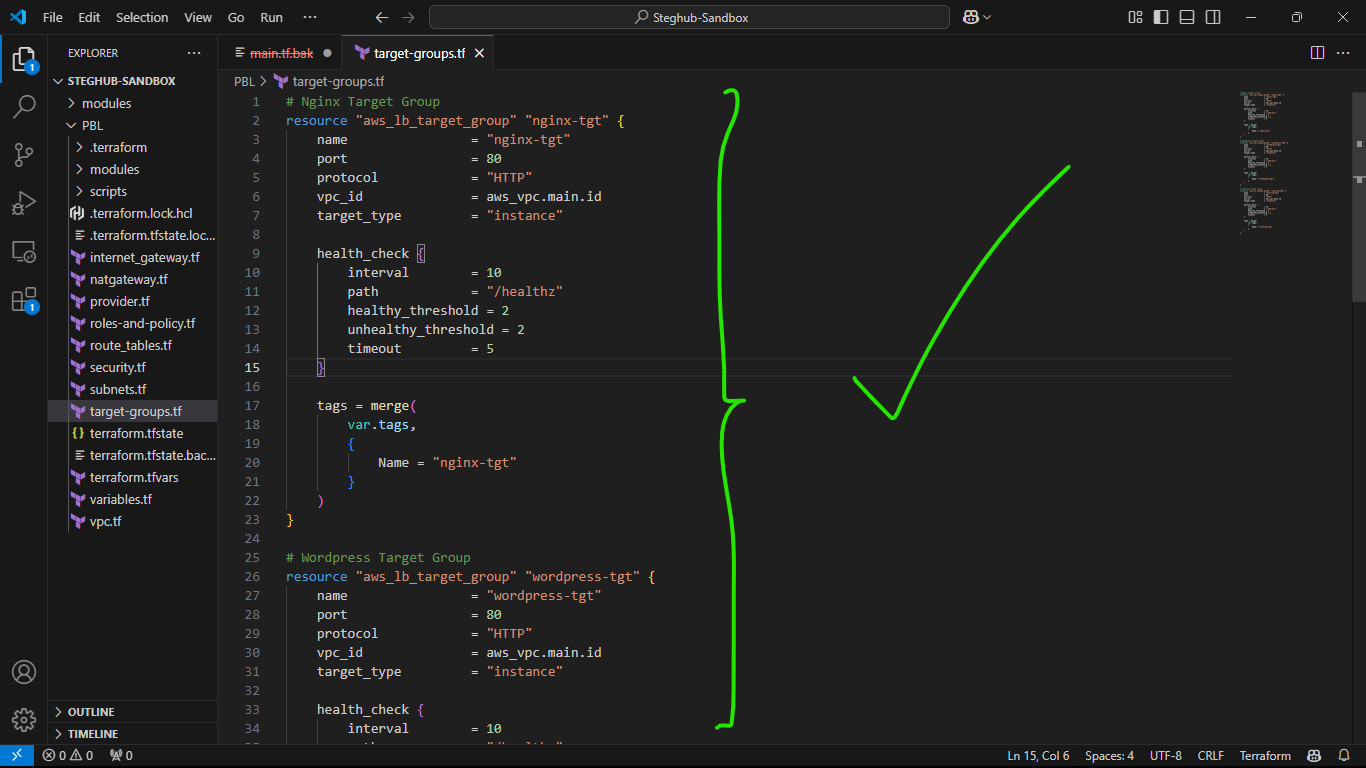 File Edit Selection View Go Run ··· Steghub-Sandbox
EXPLORER ···
main.tf.bak
target-groups.tf
PBL > target-groups.tf
STEGHUB-SANDBOX
modules
PBL
.terraform
modules
scripts
.terraform.lock.hcl
.terraform.tfstate.loc...
internet_gateway.tf
natgateway.tf
provider.tf
roles-and-policy.tf
route_tables.tf
security.tf
subnets.tf
target-groups.tf
terraform.tfstate
terraform.tfstate.bac...
terraform.tfvars
variables.tf
vpc.tf
OUTLINE
TIMELINE
1
1
1 # Nginx Target Group
2 resource "aws_lb_target_group" "nginx-tgt" {
3 name = "nginx-tgt"
4 port = 80
5 protocol = "HTTP"
6 vpc_id = aws_vpc.main.id
7 target_type = "instance"
8
9 health_check {
10 interval = 10
11 path = "/healthz"
12 healthy_threshold = 2
13 unhealthy_threshold = 2
14 timeout = 5
15 }
16
17 tags = merge(
18 var.tags,
19 {
20 Name = "nginx-tgt"
21 }
22 )
23 }
24
25 # Wordpress Target Group
26 resource "aws_lb_target_group" "wordpress-tgt" {
27 name = "wordpress-tgt"
28 port = 80
29 protocol = "HTTP"
30 vpc_id = aws_vpc.main.id
31 target_type = "instance"
32
33 health_check {
34 interval = 10
0 0 0 Ln 15, Col 6 Spaces: 4 UTF-8 CRLF Terraform